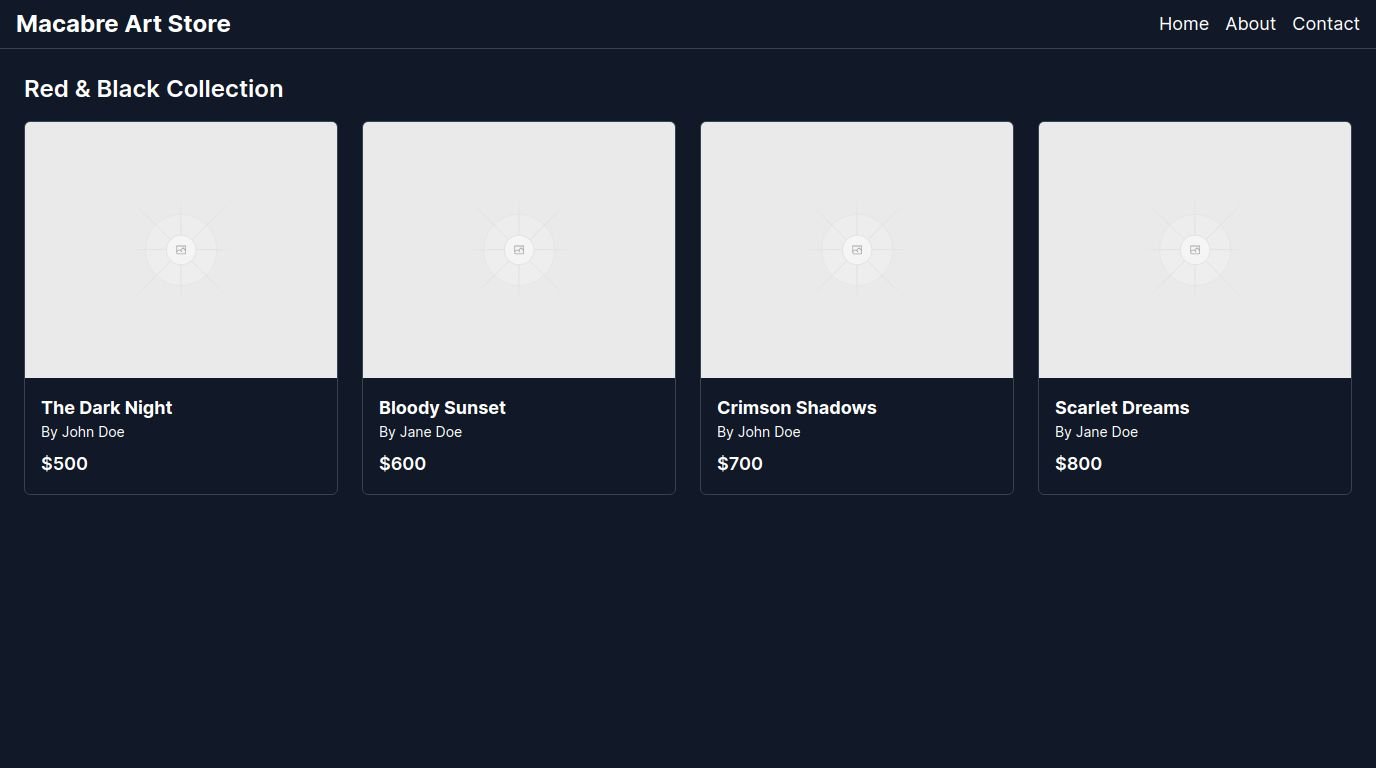 Macabre Art Store
Home About Contact
Red & Black Collection
The Dark Night
By John Doe
$500
Bloody Sunset
By Jane Doe
$600
Crimson Shadows
By John Doe
$700
Scarlet Dreams
By Jane Doe
$800